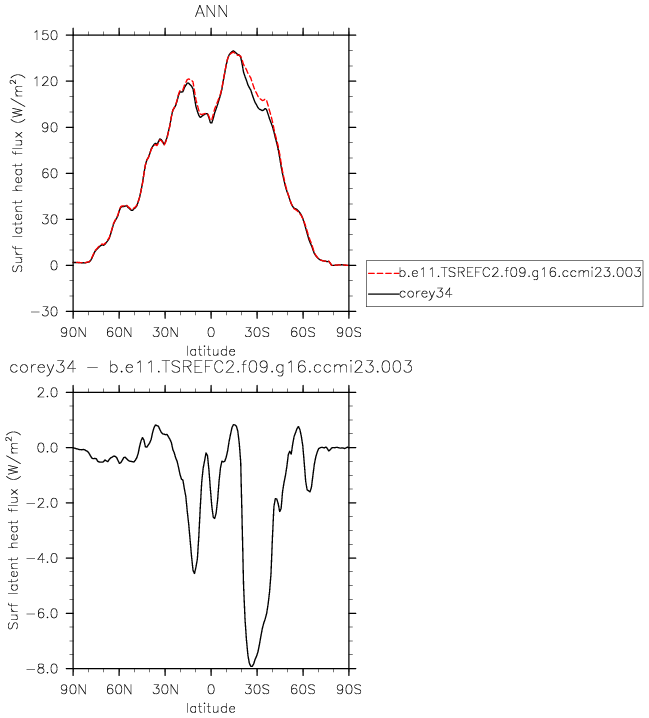 ANN
150
120
90
60
30
0
−30
Surf latent heat flux (W/m²)
90N 60N 30N 0 30S 60S 90S
latitude
b.e11.TSREFC2.f09.g16.ccmi23.003
corey34
corey34 − b.e11.TSREFC2.f09.g16.ccmi23.003
2.0
0.0
−2.0
−4.0
−6.0
−8.0
Surf latent heat flux (W/m²)
90N 60N 30N 0 30S 60S 90S
latitude